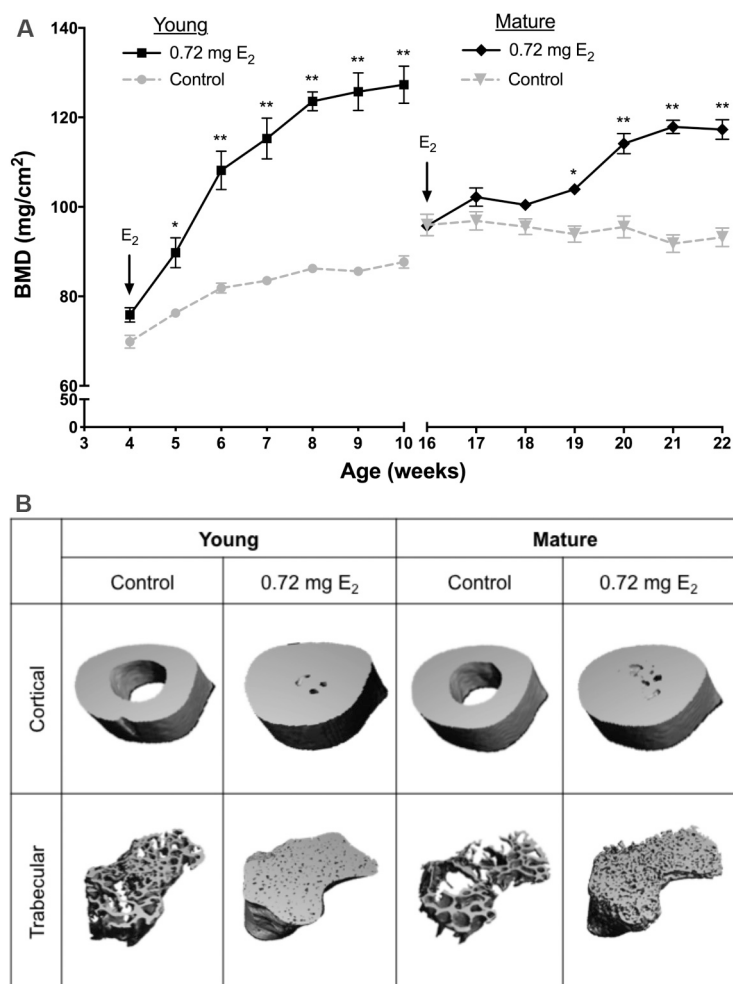 A
Young
0.72 mg E₂
Control
Mature
0.72 mg E₂
Control
BMD (mg/cm²)
140
120
100
80
60
50
0
E₂
*
**
**
**
**
**
E₂
*
**
**
**
3 4 5 6 7 8 9 10 16 17 18 19 20 21 22
Age (weeks)
B
Young Mature
Control 0.72 mg E₂ Control 0.72 mg E₂
Cortical
Trabecular